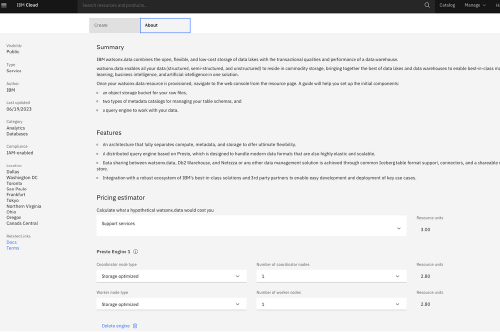 IBM Cloud
Search resources and products...
Catalog
Manage
Create
About
Visibility
Public
Type
Service
Author
IBM
Last updated
06/19/2023
Category
Analytics
Databases
Compliance
IAM-enabled
Location
Dallas
Washington DC
Toronto
Sao Paulo
Frankfurt
Tokyo
Northern Virginia
Ohio
Oregon
Canada Central
Related links
Docs
Terms
Summary
IBM watsonx.data combines the open, flexible, and low-cost storage of data lakes with the transactional qualities and performance of a data warehouse.
watsonx.data enables all your data (structured, semi-structured, and unstructured) to reside in commodity storage, bringing together the best of data lakes and data warehouses to enable best-in-class
learning, business intelligence, and artificial intelligence in one solution.
Once your watsonx.data resource is provisioned, navigate to the web console from the resource page. A guide will help you set up the initial components:
• an object storage bucket for your raw files,
• two types of metadata catalogs for managing your table schemas, and
• a query engine to work with your data.
Features
• An architecture that fully separates compute, metadata, and storage to offer ultimate flexibility.
• A distributed query engine based on Presto, which is designed to handle modern data formats that are also highly elastic and scalable.
• Data sharing between watsonx.data, Db2 Warehouse, and Netezza or any other data management solution is achieved through common Iceberg table format support, connectors, and a shareable
store.
• Integration with a robust ecosystem of IBM's best-in-class solutions and 3rd party partners to enable easy development and deployment of key use cases.
Pricing estimator
Calculate what a hypothetical watsonx.data would cost you
Support services
Resource units
3.00
Presto Engine 1
Coordinator node type
Number of coordinator nodes
Resource units
Storage optimized
1
2.80
Worker node type
Number of worker nodes
Resource units
Storage optimized
1
2.80
Delete engine